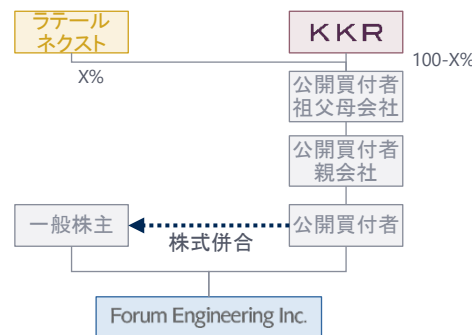 ラテール
ネクスト
KKR
X%
100-X%
公開買付者
祖父母会社
公開買付者
親会社
一般株主
株式併合
公開買付者
Forum Engineering Inc.